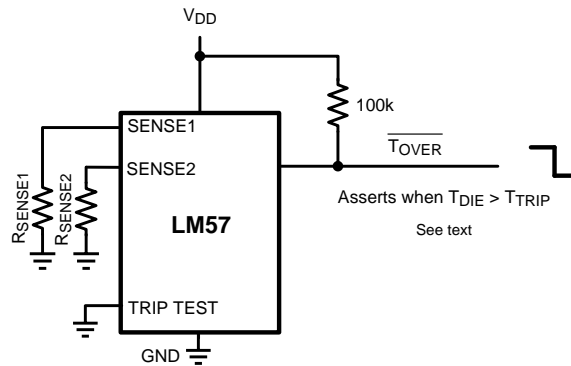 VDD
100k
SENSE1
TOVER
SENSE2
RSENSE1
RSENSE2
Asserts when TDIE > TTRIP
LM57
See text
TRIP TEST
GND